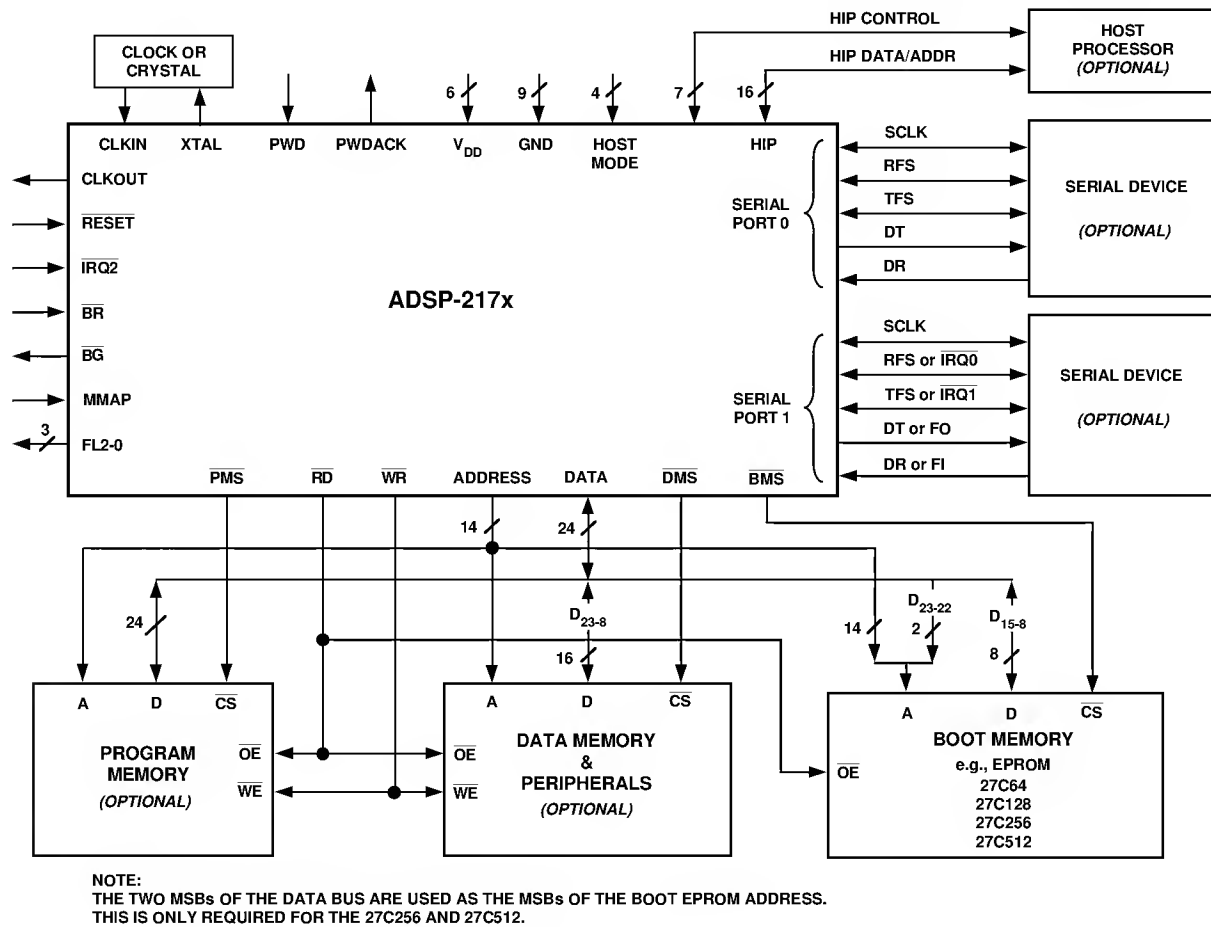 HIP CONTROL
HOST
PROCESSOR
(OPTIONAL)
HIP DATA/ADDR
CLOCK OR
CRYSTAL
6
9
4
7
16
CLKIN
XTAL
PWD
PWDACK
VDD
GND
HOST
MODE
HIP
CLKOUT
RESET
IRQ2
BR
BG
MMAP
3
FL2-0
ADSP-217x
SERIAL
PORT 0
SCLK
RFS
TFS
DT
DR
SERIAL DEVICE
(OPTIONAL)
SERIAL
PORT 1
SCLK
RFS or IRQ0
TFS or IRQ1
DT or FO
DR or FI
SERIAL DEVICE
(OPTIONAL)
PMS
RD
WR
ADDRESS
DATA
DMS
BMS
14
24
24
D23-8
16
14
D23-22
2
D15-8
8
A
D
CS
PROGRAM
MEMORY
(OPTIONAL)
OE
WE
A
D
CS
OE
WE
DATA MEMORY
&
PERIPHERALS
(OPTIONAL)
A
D
CS
OE
BOOT MEMORY
e.g., EPROM
27C64
27C128
27C256
27C512
NOTE:
THE TWO MSBs OF THE DATA BUS ARE USED AS THE MSBs OF THE BOOT EPROM ADDRESS.
THIS IS ONLY REQUIRED FOR THE 27C256 AND 27C512.